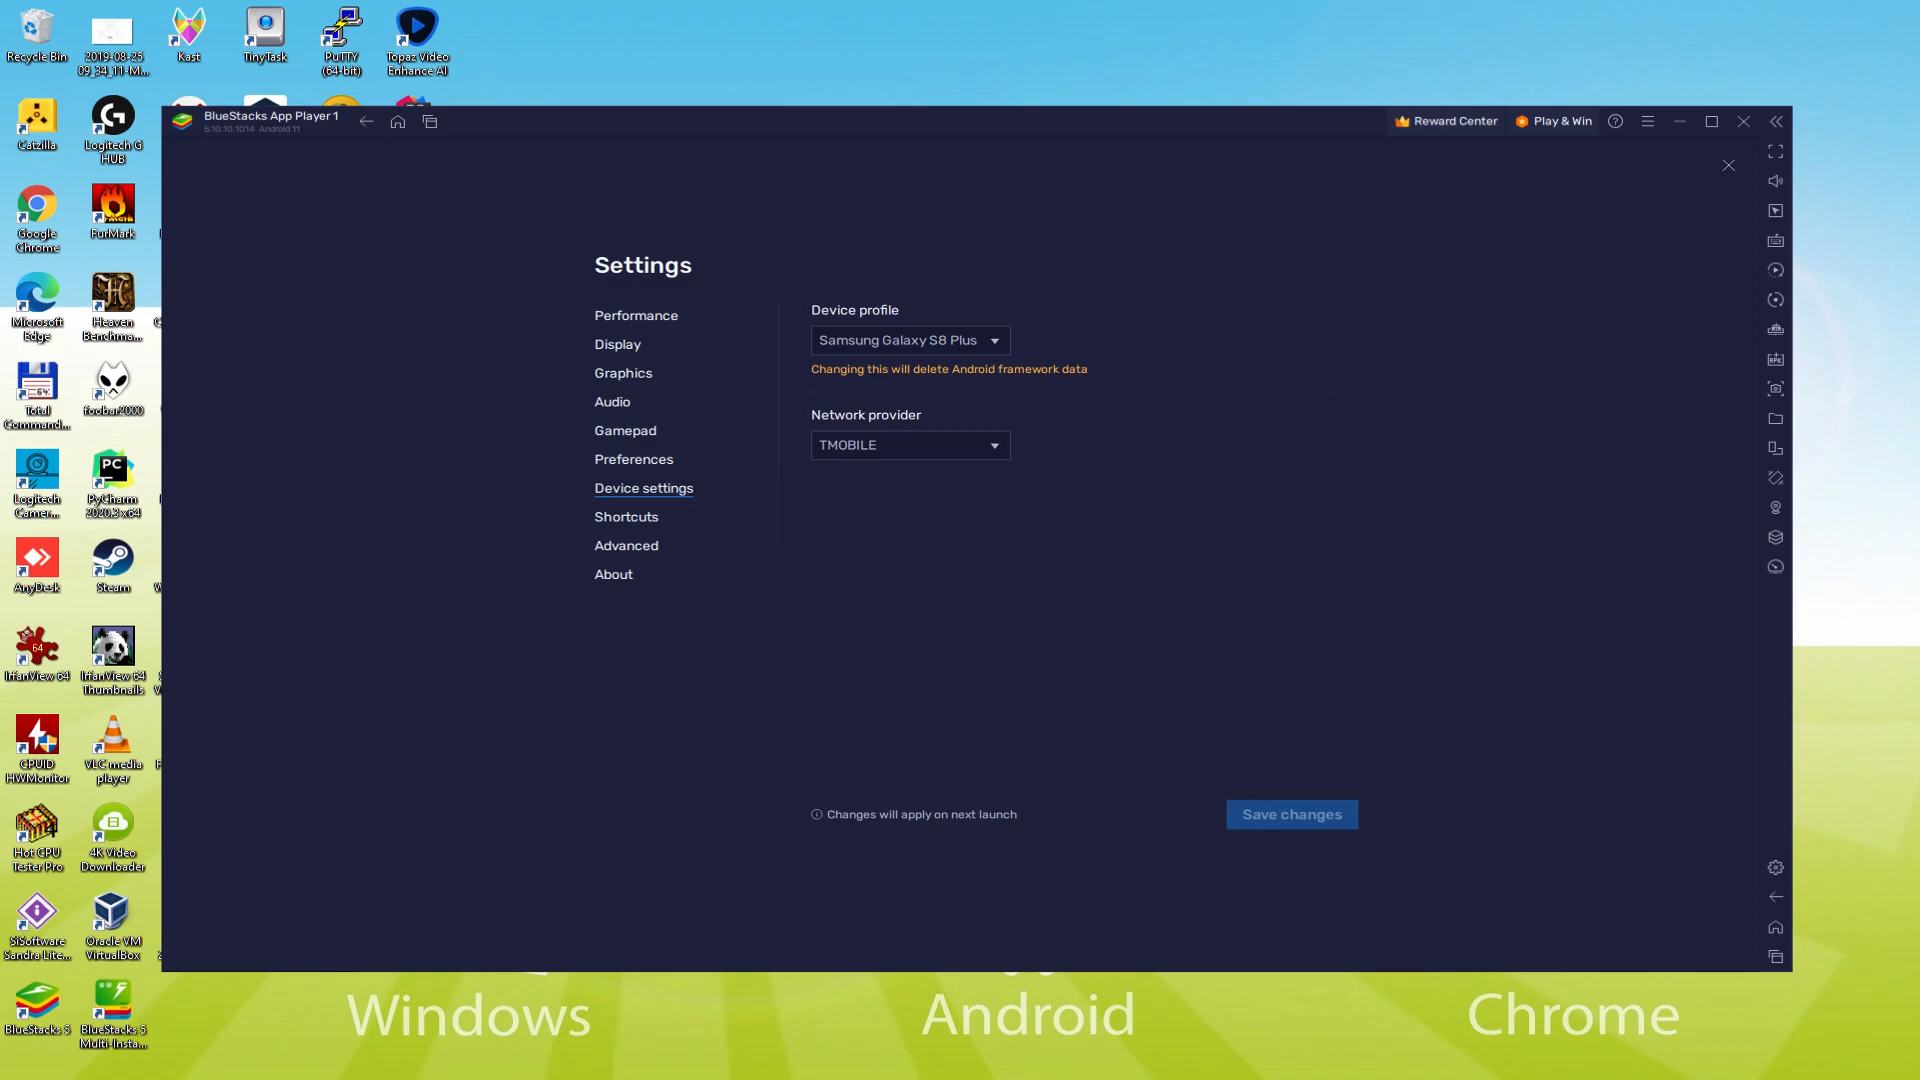 Recycle Bin
2019-08-25
09_34_11-M...
Kast
TinyTask
PuTTY
(64-bit)
Topaz Video
Enhance AI
Catzilla
Logitech G
HUB
Google
Chrome
FurMark
Microsoft
Edge
Heaven
Benchma...
64
Total
Command...
foobar2000
Logitech
Camer...
PC
PyCharm
2020.3 x64
AnyDesk
Steam
64
IrfanView 64
IrfanView 64
Thumbnails
CPUID
HWMonitor
VLC media
player
4
Hot CPU
Tester Pro
4K Video
Downloader
SiSoftware
Sandra Lite...
Oracle VM
VirtualBox
BlueStacks 5
BlueStacks 5
Multi-Insta...
BlueStacks App Player 1
5.10.10.1014 Android 11
Reward Center
Play & Win
Settings
Performance
Display
Graphics
Audio
Gamepad
Preferences
Device settings
Shortcuts
Advanced
About
Device profile
Samsung Galaxy S8 Plus
Changing this will delete Android framework data
Network provider
TMOBILE
Changes will apply on next launch
Save changes
Windows
Android
Chrome